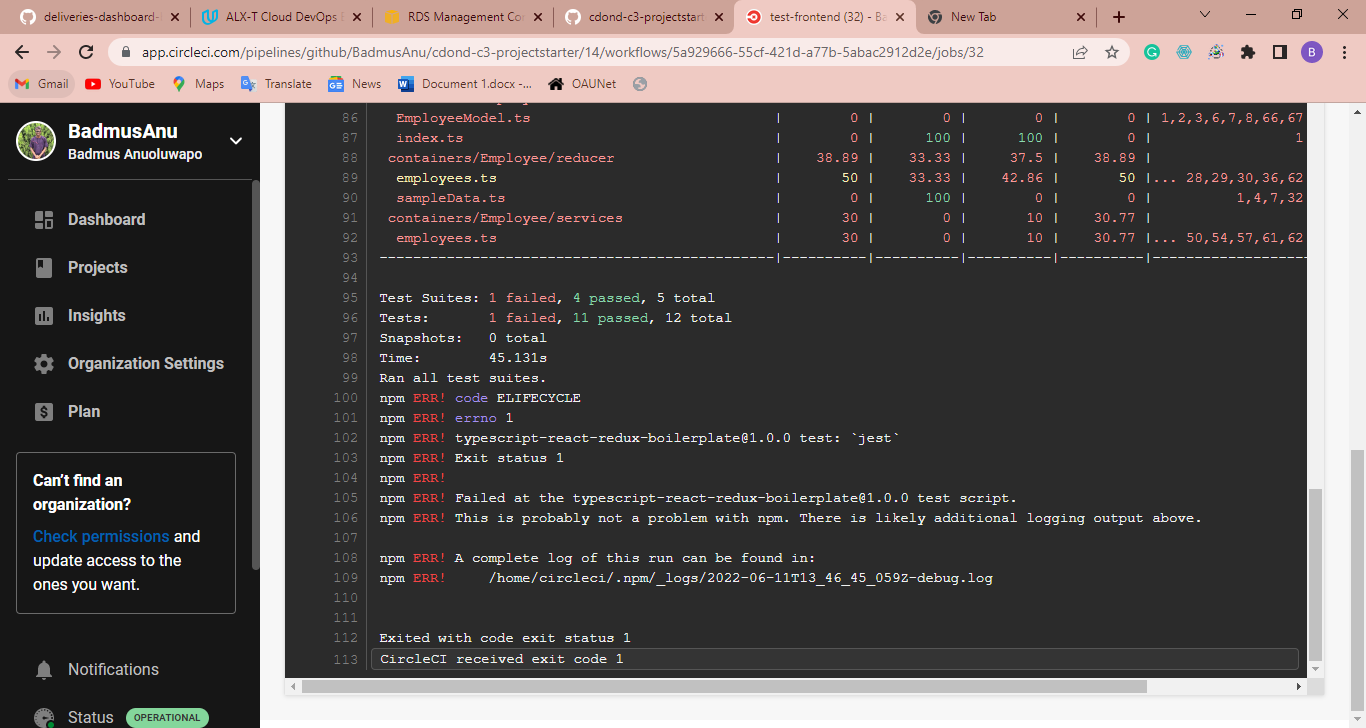 deliveries-dashboard-
ALX-T Cloud DevOps
RDS Management Co
cdond-c3-projectstart
test-frontend (32) - Ba
New Tab
app.circleci.com/pipelines/github/BadmusAnu/cdond-c3-projectstarter/14/workflows/5a929666-55cf-421d-a77b-5abac2912d2e/jobs/32
B
Gmail
YouTube
Maps
Translate
News
Document 1.docx -...
OAUNet
BadmusAnu
Badmus Anuoluwapo
Dashboard
Projects
Insights
Organization Settings
Plan
Can't find an
organization?
Check permissions and
update access to the
ones you want.
Notifications
Status OPERATIONAL
86 EmployeeModel.ts | 0 | 0 | 0 | 0 | 1,2,3,6,7,8,66,67
87 index.ts | 0 | 100 | 100 | 0 | 1
88 containers/Employee/reducer | 38.89 | 33.33 | 37.5 | 38.89 |
89 employees.ts | 50 | 33.33 | 42.86 | 50 |... 28,29,30,36,62
90 sampleData.ts | 0 | 100 | 0 | 0 | 1,4,7,32
91 containers/Employee/services | 30 | 0 | 10 | 30.77 |
92 employees.ts | 30 | 0 | 10 | 30.77 |... 50,54,57,61,62
93 -----------------------------------------------|----------|----------|----------|----------|-------------------
94
95 Test Suites: 1 failed, 4 passed, 5 total
96 Tests: 1 failed, 11 passed, 12 total
97 Snapshots: 0 total
98 Time: 45.131s
99 Ran all test suites.
100 npm ERR! code ELIFECYCLE
101 npm ERR! errno 1
102 npm ERR! typescript-react-redux-boilerplate@1.0.0 test: `jest`
103 npm ERR! Exit status 1
104 npm ERR!
105 npm ERR! Failed at the typescript-react-redux-boilerplate@1.0.0 test script.
106 npm ERR! This is probably not a problem with npm. There is likely additional logging output above.
107
108 npm ERR! A complete log of this run can be found in:
109 npm ERR! /home/circleci/.npm/_logs/2022-06-11T13_46_45_059Z-debug.log
110
111
112 Exited with code exit status 1
113 CircleCI received exit code 1